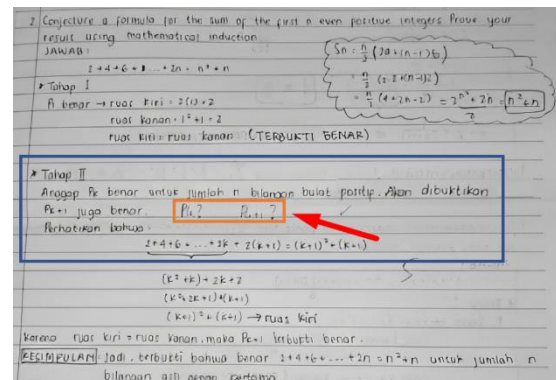 2. Conjecture a formula for the sum of the first n even positive integers Prove your
result using mathematical induction
JAWAB:
2+4+6+8...+2n = n² + n
Sn = n/2 (2a+(n-1)b)
= n/2 (2.2+(n-1)2)
= n/2 (4+2n-2) = 2n²+2n/2 = n²+n
* Tahap I
A benar → ruas kiri = 2(1) = 2
ruas kanan = 1²+1 = 2
ruas kiri = ruas kanan (TERBUKTI BENAR)
* Tahap II
Anggap Pk benar untuk jumlah n bilangan bulat positip. Akan dibuktikan
Pk+1 juga benar. Pk? Pk+1?
Perhatikan bahwa:
2+4+6+...+2k + 2(k+1) = (k+1)² + (k+1)
(k²+k) + 2k+2
(k²+2k+1)+(k+1)
(k+1)² + (k+1) → ruas kiri
Karena ruas kiri = ruas kanan, maka Pk+1 terbukti benar.
KESIMPULAN: Jadi, terbukti bahwa benar 2+4+6+...+2n = n²+n untuk jumlah n
bilangan asli genap pertama